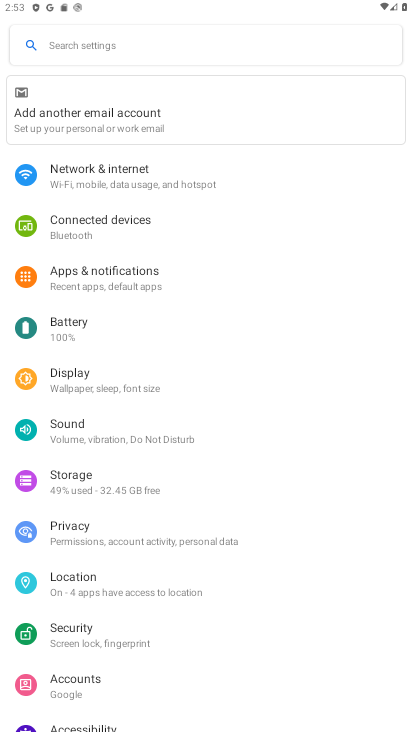 2:53
Search settings
Add another email account
Set up your personal or work email
Network & internet
Wi-Fi, mobile, data usage, and hotspot
Connected devices
Bluetooth
Apps & notifications
Recent apps, default apps
Battery
100%
Display
Wallpaper, sleep, font size
Sound
Volume, vibration, Do Not Disturb
Storage
49% used - 32.45 GB free
Privacy
Permissions, account activity, personal data
Location
On - 4 apps have access to location
Security
Screen lock, fingerprint
Accounts
Google
Accessibility